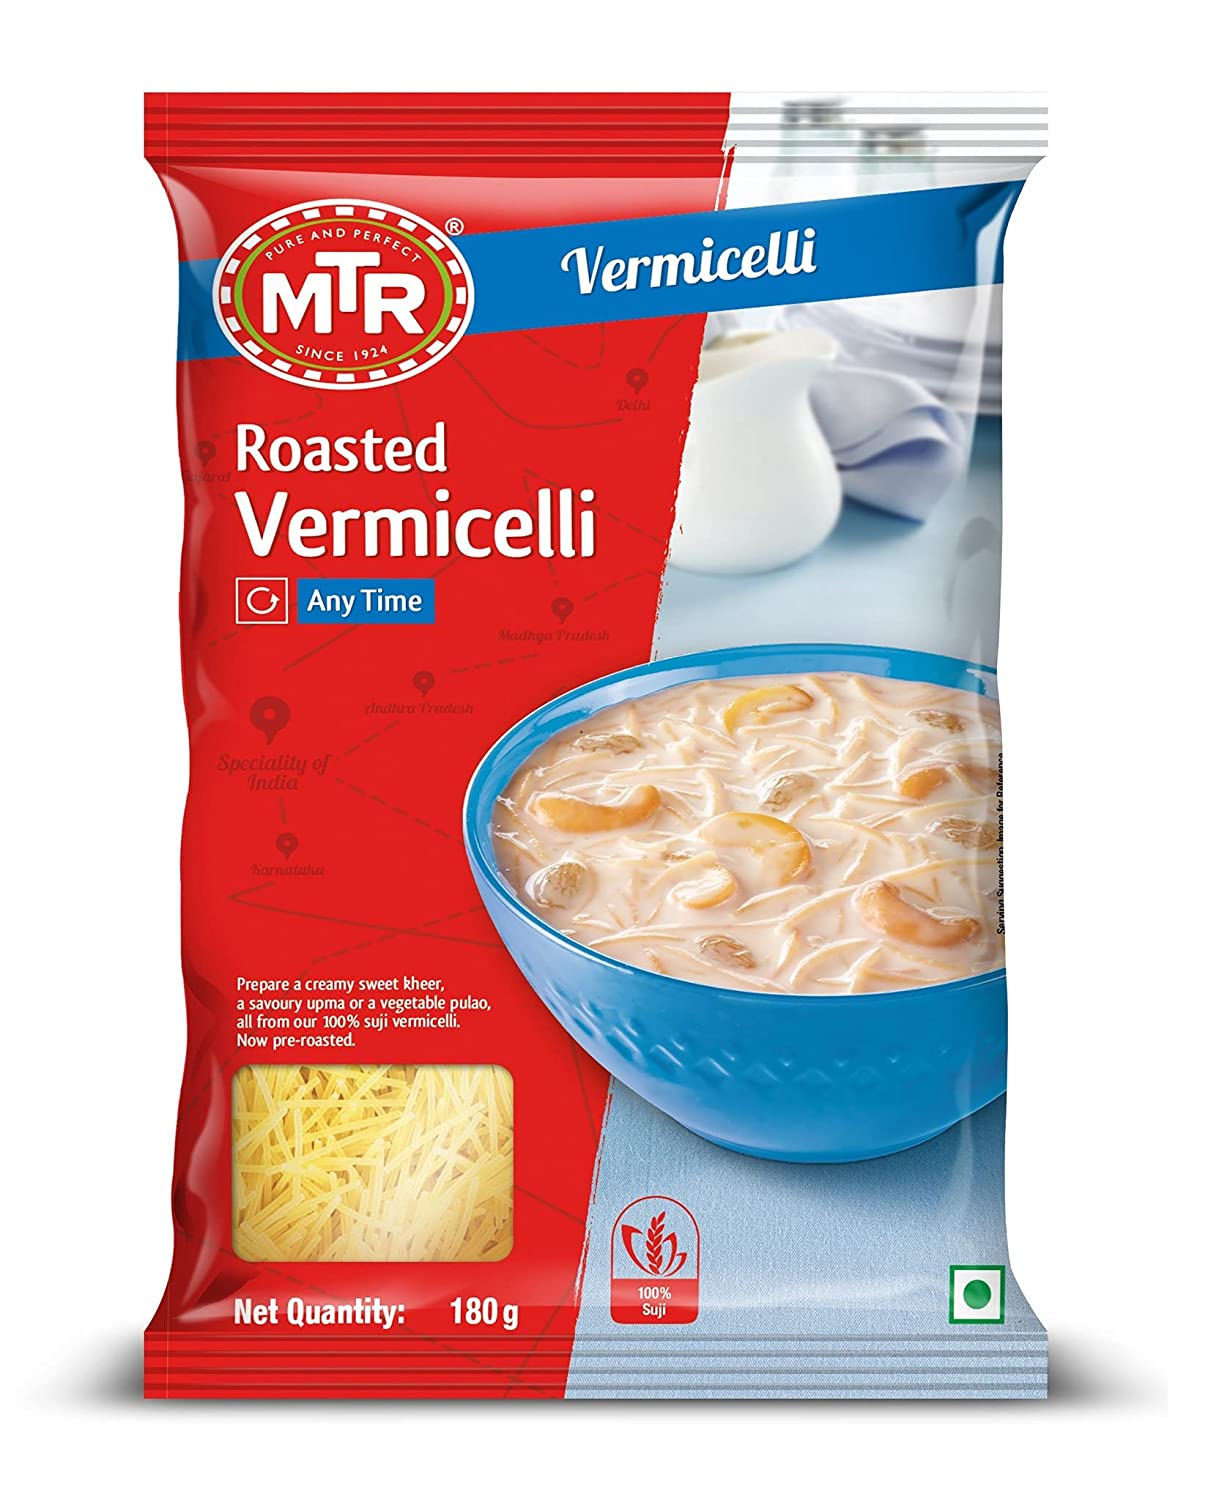 PURE AND PERFECT
MTR
SINCE 1924
®
Vermicelli
Roasted
Vermicelli
Any Time
Delhi
Gujarat
Madhya Pradesh
Andhra Pradesh
Speciality of
India
Karnataka
Prepare a creamy sweet kheer,
a savoury upma or a vegetable pulao,
all from our 100% suji vermicelli.
Now pre-roasted.
Serving Suggestion. Image for Reference
Net Quantity: 180 g
100%
Suji